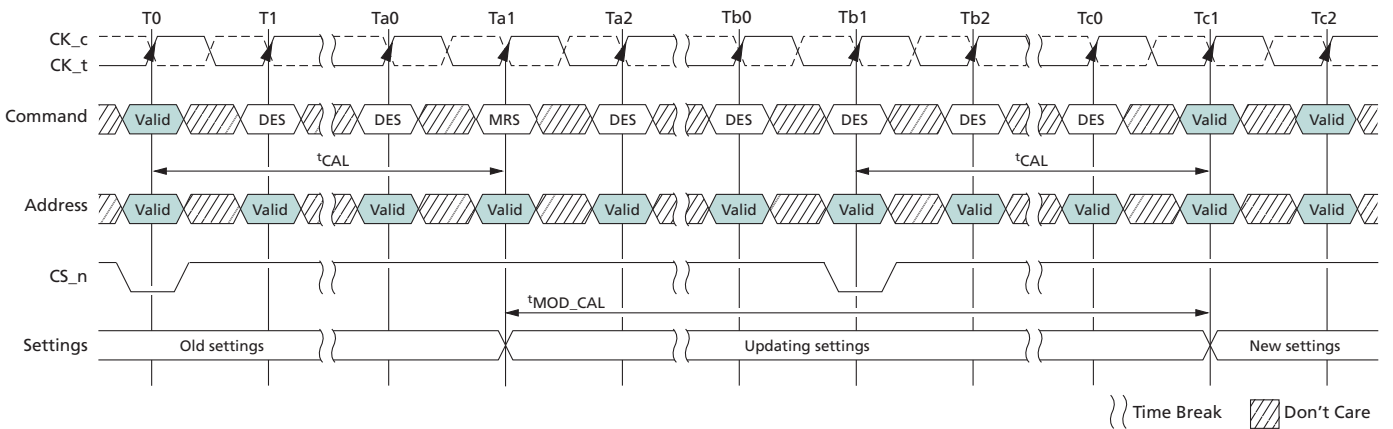 T0 T1 Ta0 Ta1 Ta2 Tb0 Tb1 Tb2 Tc0 Tc1 Tc2
CK_c
CK_t
Command Valid DES DES MRS DES DES DES DES DES Valid Valid
tCAL tCAL
Address Valid Valid Valid Valid Valid Valid Valid Valid Valid Valid Valid
CS_n
tMOD_CAL
Settings Old settings Updating settings New settings
Time Break Don't Care